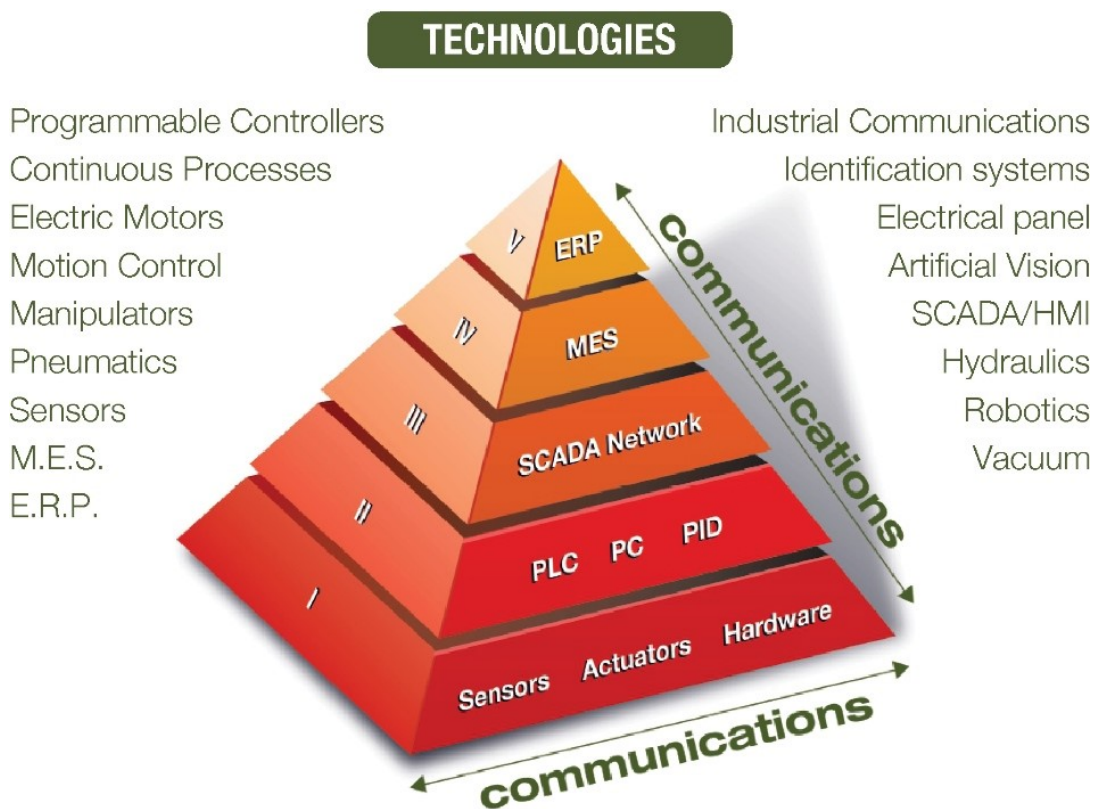 TECHNOLOGIES
Programmable Controllers
Continuous Processes
Electric Motors
Motion Control
Manipulators
Pneumatics
Sensors
M.E.S.
E.R.P.
Industrial Communications
Identification systems
Electrical panel
Artificial Vision
SCADA/HMI
Hydraulics
Robotics
Vacuum
V ERP
IV MES
III SCADA Network
II PLC PC PID
I Sensors Actuators Hardware
communications
communications